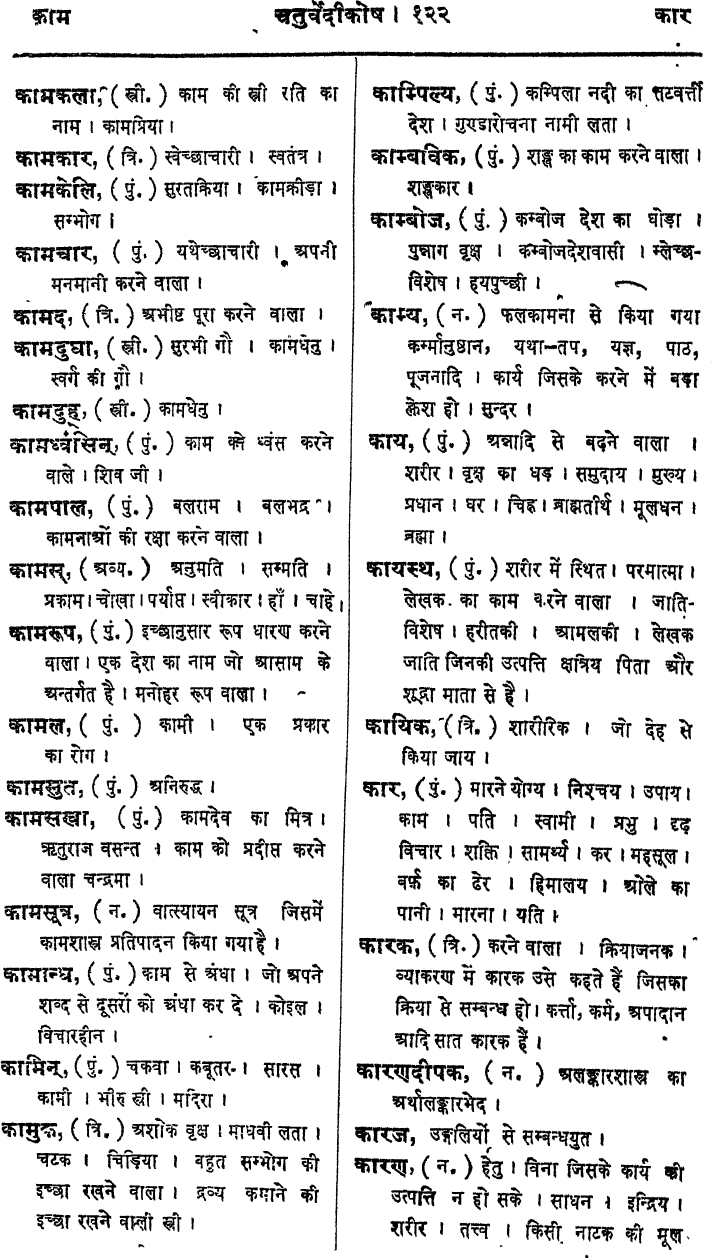 काम चतुर्वेदीकोष । १२२ कार
कामकला, (स्त्री.) काम की स्त्री रति का
नाम । कामप्रिया ।
कामकार, (त्रि.) स्वेच्छाचारी । स्वतंत्र ।
कामकेलि, (पुं.) सुरतक्रिया । कामक्रीड़ा ।
सम्भोग ।
कामचार, (पुं.) यथेच्छाचारी । अपनी
मनमानी करने वाला ।
कामद, (त्रि.) अभीष्ट पूरा करने वाला ।
कामदुघा, (स्त्री.) सुरभी गौ । कामधेनु ।
स्वर्ग की गौ ।
कामदुह्, (स्त्री.) कामधेनु ।
कामध्वंसिन्, (पुं.) काम को ध्वंस करने
वाले । शिव जी ।
कामपाल, (पुं.) बलराम । बलभद्र ।
कामनाओं की रक्षा करने वाला ।
कामस्, (अव्य.) अनुमति । सम्मति ।
प्रकाम । चोखा । पर्याप्त । स्वीकार । हाँ । चाहे ।
कामरूप, (पुं.) इच्छानुसार रूप धारण करने
वाला । एक देश का नाम जो आसाम के
अन्तर्गत है । मनोहर रूप वाला ।
कामल, (पुं.) कामी । एक प्रकार
का रोग ।
कामसुत, (पुं.) अनिरुद्ध ।
कामसखा, (पुं.) कामदेव का मित्र ।
ऋतुराज वसन्त । काम को प्रदीप्त करने
वाला चन्द्रमा ।
कामसूत्र, (न.) वात्स्यायन सूत्र जिसमें
कामशास्त्र प्रतिपादन किया गया है ।
कामान्ध, (पुं.) काम से अंधा । जो अपने
शब्द से दूसरों को अंधा कर दे । कोइल ।
विचारहीन ।
कामिन्, (पुं.) चकवा । कबूतर । सारस ।
कामी । भीरु स्त्री । मदिरा ।
कामुक, (त्रि.) अशोक वृक्ष । माधवी लता ।
चटक । चिड़िया । बहुत सम्भोग की
इच्छा रखने वाला । द्रव्य कमाने की
इच्छा रखने वाली स्त्री ।
काम्पिल्य, (पुं.) कम्पिला नदी का तटवर्त्ती
देश । गुण्डारोचना नामी लता ।
काम्बविक, (पुं.) शङ्ख का काम करने वाला ।
शङ्खकार ।
काम्बोज, (पुं.) कम्बोज देश का घोड़ा ।
पुन्नाग वृक्ष । कम्बोजदेशवासी । म्लेच्छ-
विशेष । हयपुच्छी ।
काम्य, (न.) फलकामना से किया गया
कर्म्मानुष्ठान, यथा—तप, यज्ञ, पाठ,
पूजनादि । कार्य जिसके करने में बड़ा
क्लेश हो । सुन्दर ।
काय, (पुं.) अन्नादि से बढ़ने वाला ।
शरीर । वृक्ष का धड़ । समुदाय । मुख्य ।
प्रधान । घर । चिह्न । ब्राह्मतीर्थ । मूलधन ।
ब्रह्मा ।
कायस्थ, (पुं.) शरीर में स्थित । परमात्मा ।
लेखक का काम करने वाला । जाति-
विशेष । हरीतकी । आमलकी । लेखक
जाति जिनकी उत्पत्ति क्षत्रिय पिता और
शूद्रा माता से है ।
कायिक, (त्रि.) शारीरिक । जो देह से
किया जाय ।
कार, (पुं.) मारने योग्य । निश्चय । उपाय ।
काम । पति । स्वामी । प्रभु । दृढ़
विचार । शक्ति । सामर्थ्य । कर । महसूल ।
वर्फ़ का ढेर । हिमालय । ओले का
पानी । मारना । यति ।
कारक, (त्रि.) करने वाला । क्रियाजनक ।
व्याकरण में कारक उसे कहते हैं जिसका
क्रिया से सम्बन्ध हो । कर्त्ता, कर्म, अपादान
आदि सात कारक हैं ।
कारणदीपक, (न.) अलङ्कारशास्त्र का
अर्थालङ्कारभेद ।
कारज, उङ्गलियों से सम्बन्धयुत ।
कारण, (न.) हेतु । विना जिसके कार्य की
उत्पत्ति न हो सके । साधन । इन्द्रिय ।
शरीर । तत्त्व । किसी नाटक की मूल